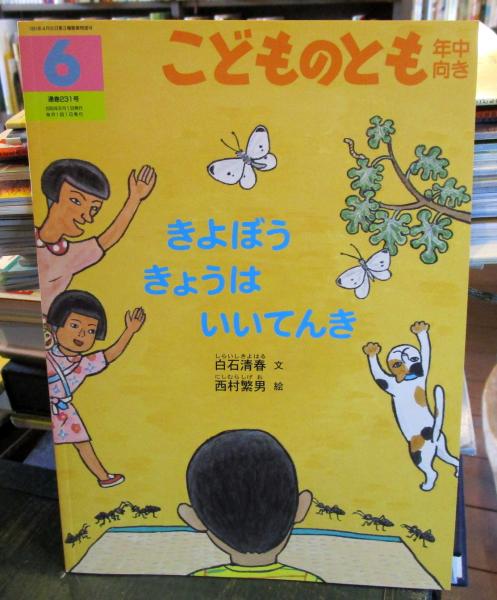 6
こどものとも
年中
向き
通巻231号
きよぼう
きょうは
いいてんき
しらいしきよはる
白石清春 文
にしむらしげお
西村繁男 絵